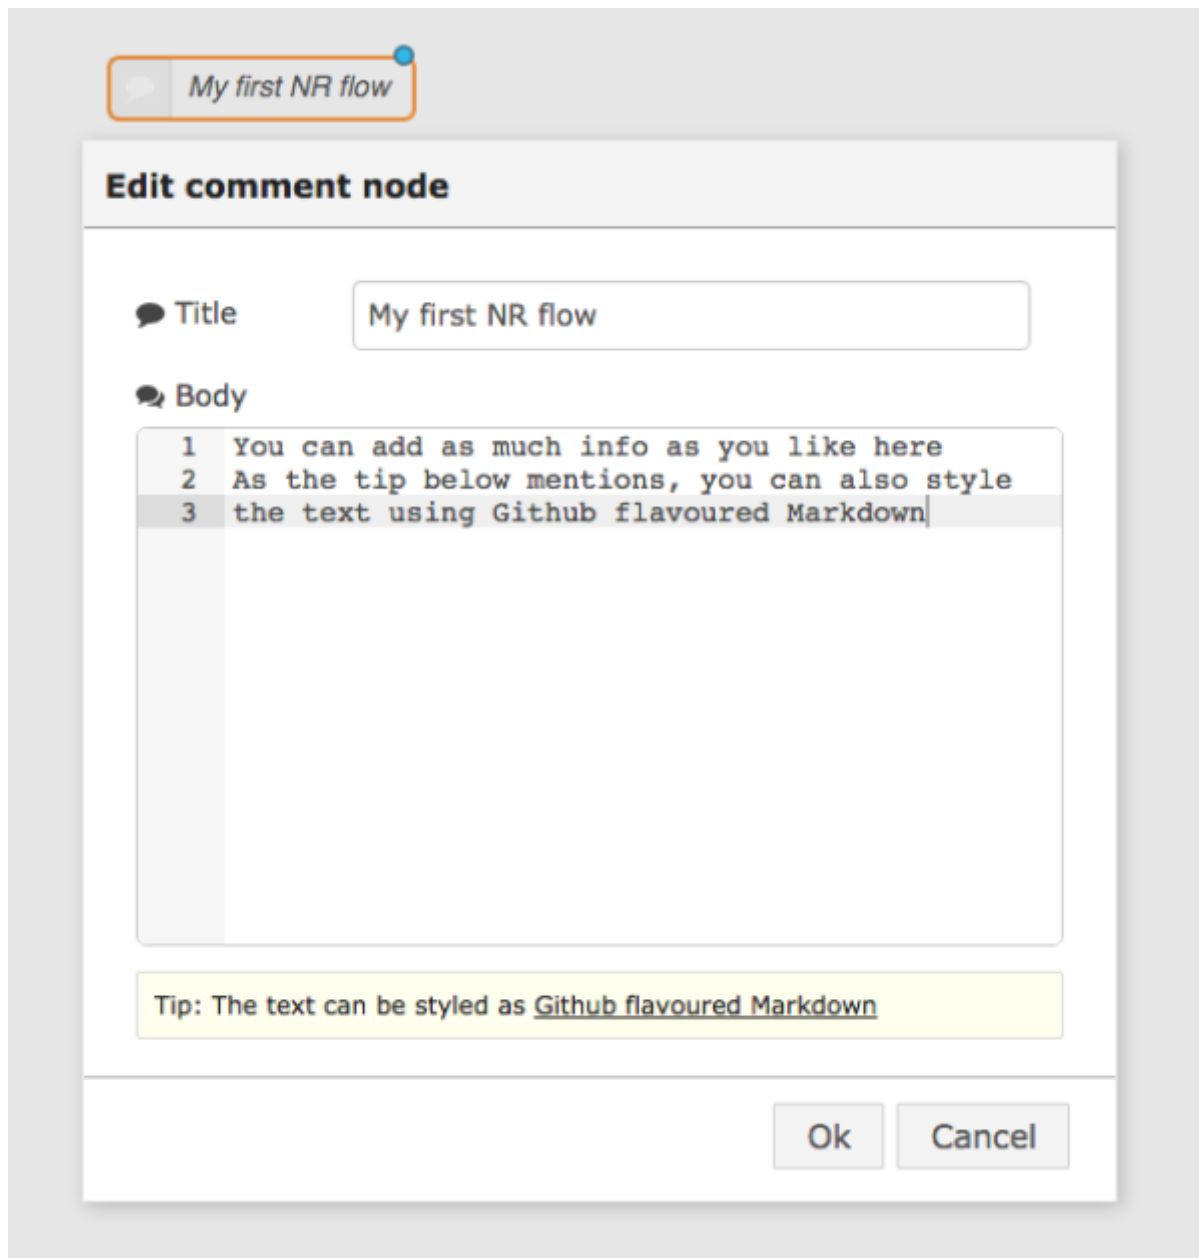 My first NR flow
Edit comment node
Title
My first NR flow
Body
1 You can add as much info as you like here
2 As the tip below mentions, you can also style
3 the text using Github flavoured Markdown
Tip: The text can be styled as Github flavoured Markdown
Ok Cancel